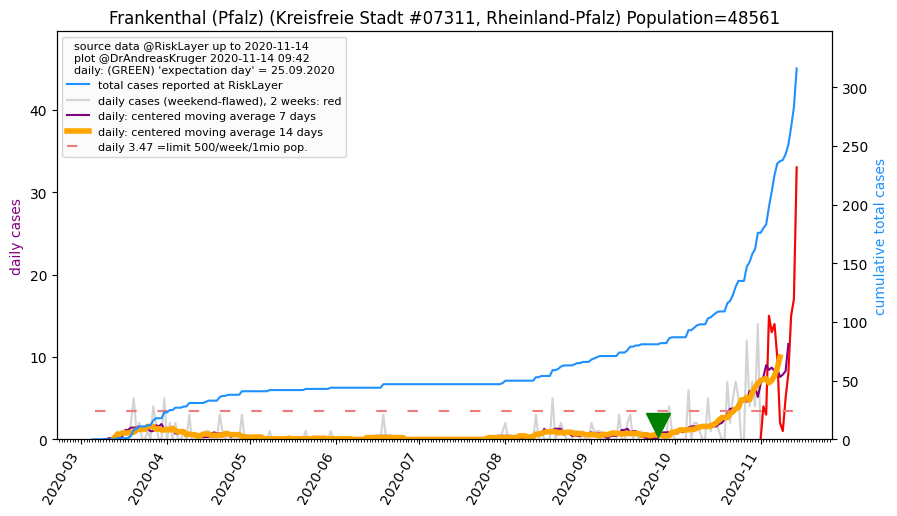 Frankenthal (Pfalz) (Kreisfreie Stadt #07311, Rheinland-Pfalz) Population=48561
source data @RiskLayer up to 2020-11-14
plot @DrAndreasKruger 2020-11-14 09:42
daily: (GREEN) 'expectation day' = 25.09.2020
total cases reported at RiskLayer
daily cases (weekend-flawed), 2 weeks: red
daily: centered moving average 7 days
daily: centered moving average 14 days
daily 3.47 =limit 500/week/1mio pop.
daily cases
40
30
20
10
0
cumulative total cases
300
250
200
150
100
50
0
2020-03
2020-04
2020-05
2020-06
2020-07
2020-08
2020-09
2020-10
2020-11